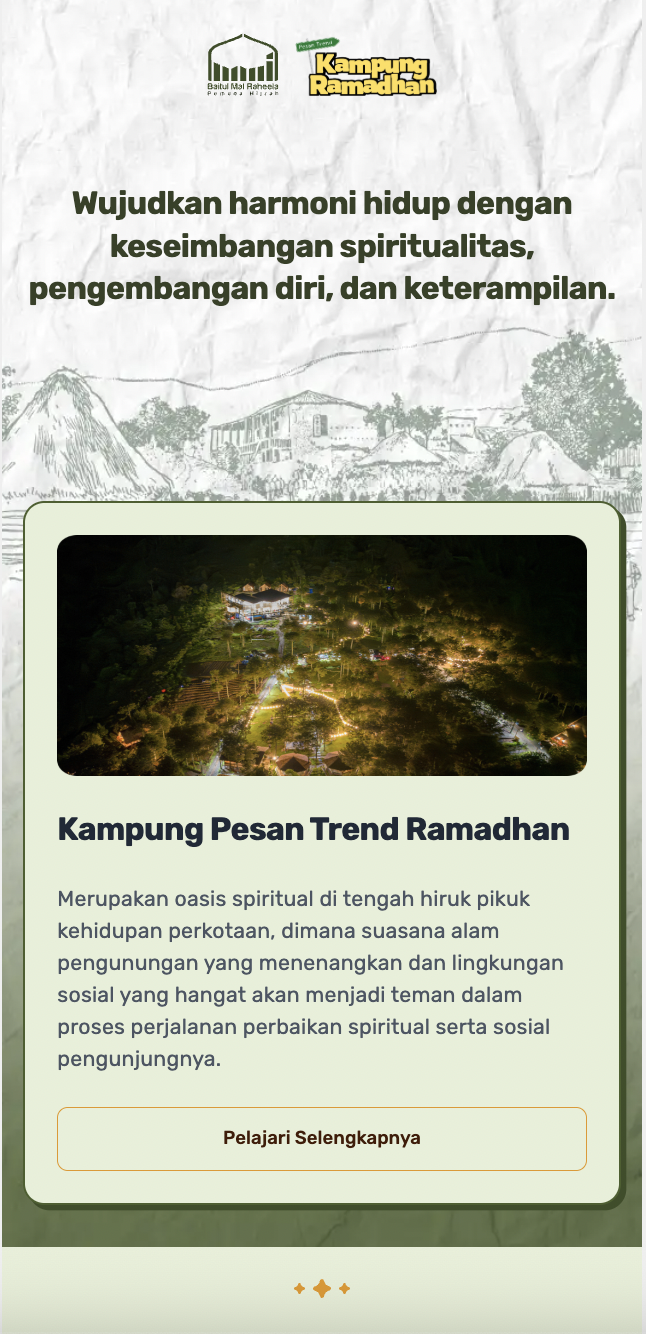 Baitul Mal Raheela
Pemuda Hijrah
Pesan Trend
Kampung
Ramadhan
Wujudkan harmoni hidup dengan
keseimbangan spiritualitas,
pengembangan diri, dan keterampilan.
Kampung Pesan Trend Ramadhan
Merupakan oasis spiritual di tengah hiruk pikuk
kehidupan perkotaan, dimana suasana alam
pengunungan yang menenangkan dan lingkungan
sosial yang hangat akan menjadi teman dalam
proses perjalanan perbaikan spiritual serta sosial
pengunjungnya.
Pelajari Selengkapnya